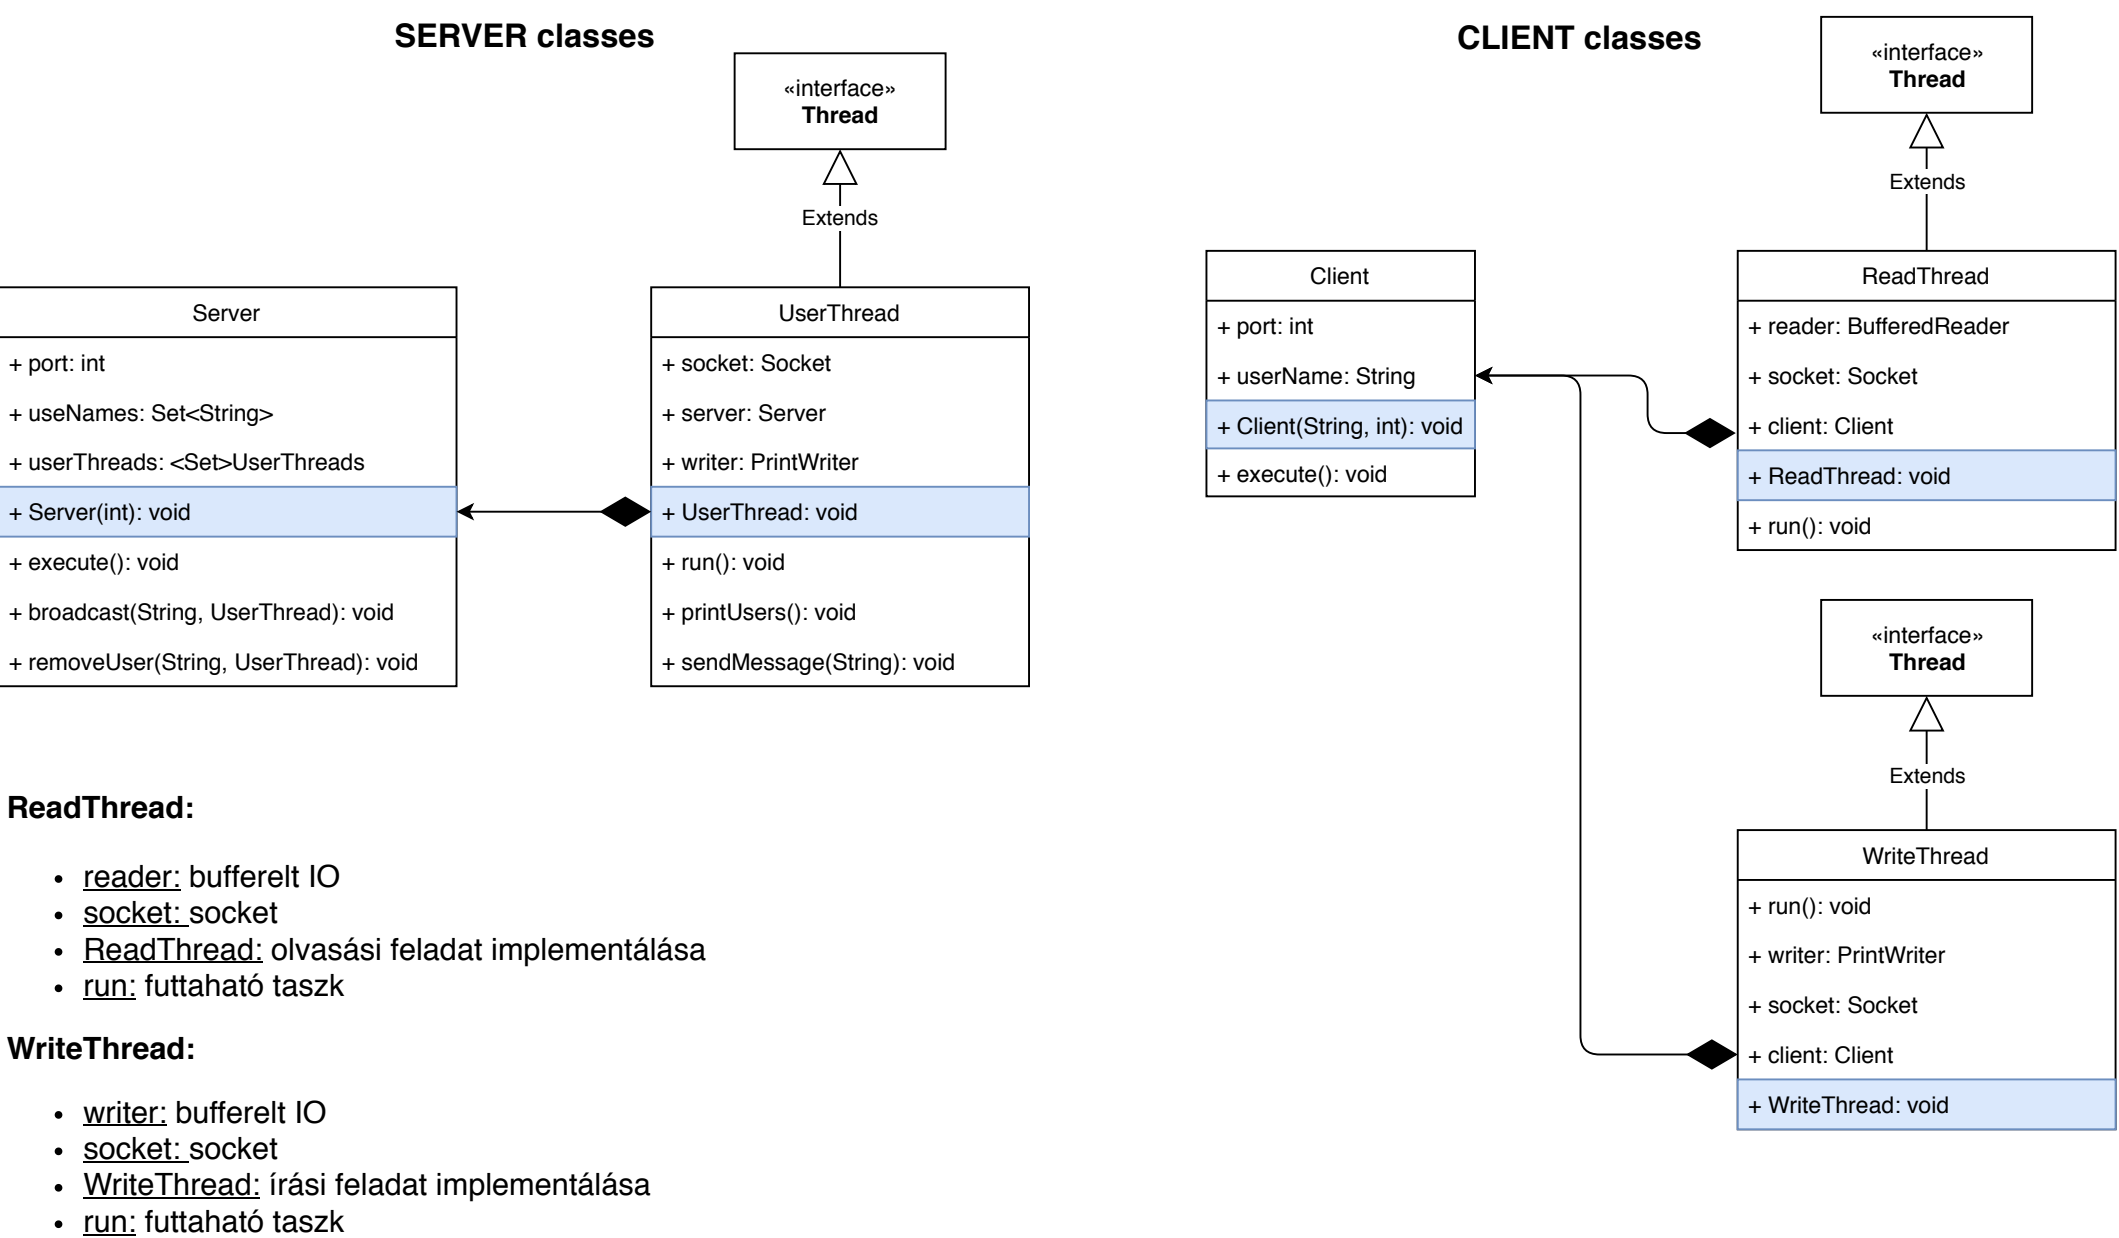 SERVER classes
«interface»
Thread
Extends
Server
+ port: int
+ useNames: Set<String>
+ userThreads: <Set>UserThreads
+ Server(int): void
+ execute(): void
+ broadcast(String, UserThread): void
+ removeUser(String, UserThread): void
UserThread
+ socket: Socket
+ server: Server
+ writer: PrintWriter
+ UserThread: void
+ run(): void
+ printUsers(): void
+ sendMessage(String): void
CLIENT classes
«interface»
Thread
Extends
Client
+ port: int
+ userName: String
+ Client(String, int): void
+ execute(): void
ReadThread
+ reader: BufferedReader
+ socket: Socket
+ client: Client
+ ReadThread: void
+ run(): void
«interface»
Thread
Extends
WriteThread
+ run(): void
+ writer: PrintWriter
+ socket: Socket
+ client: Client
+ WriteThread: void
ReadThread:
• reader: bufferelt IO
• socket: socket
• ReadThread: olvasási feladat implementálása
• run: futtaható taszk
WriteThread:
• writer: bufferelt IO
• socket: socket
• WriteThread: írási feladat implementálása
• run: futtaható taszk